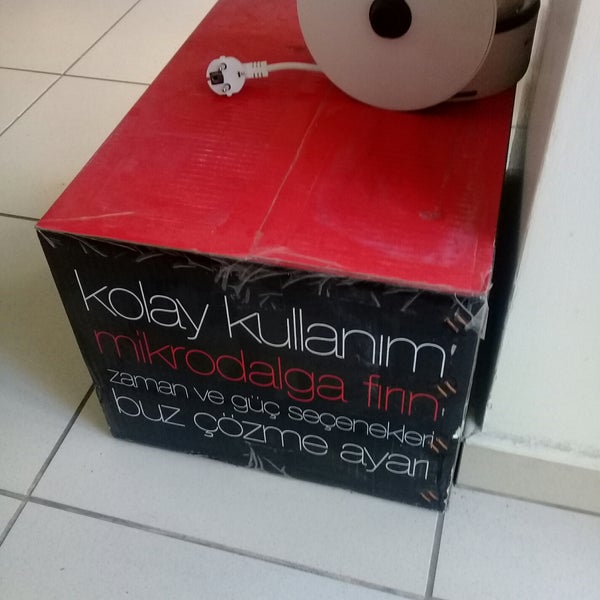 kolay kullanım
mikrodalga fırın
zaman ve güç seçenekleri
buz çözme ayarı